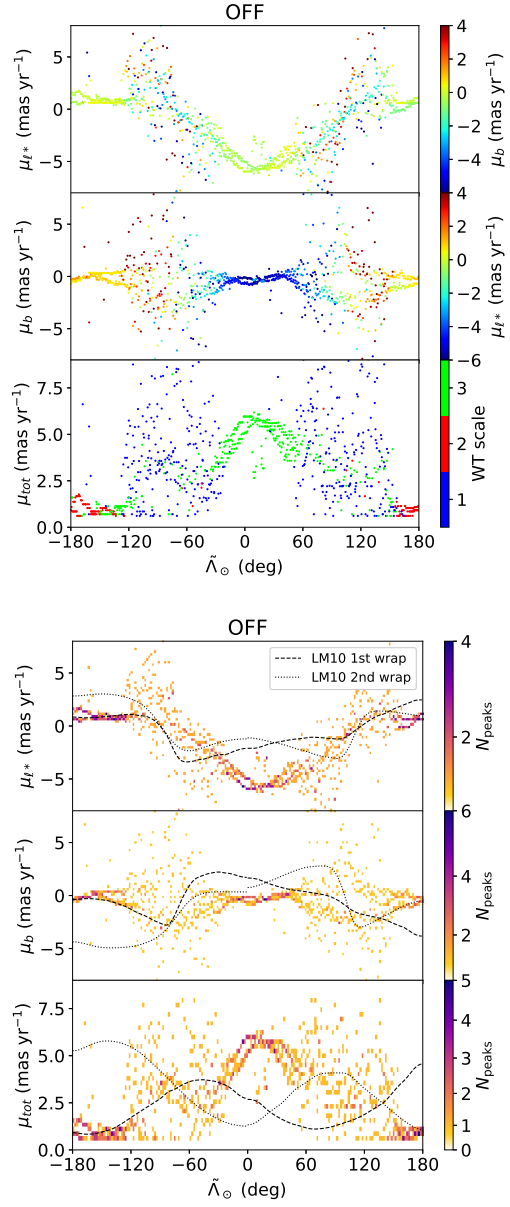 OFF
5
0
−5
μℓ* (mas yr⁻¹)
4
2
0
−2
−4
μb (mas yr⁻¹)
5
0
−5
μb (mas yr⁻¹)
4
2
0
−2
−4
−6
μℓ* (mas yr⁻¹)
7.5
5.0
2.5
0.0
μtot (mas yr⁻¹)
3
2
1
WT scale
−180 −120 −60 0 60 120 180
Λ̃⊙ (deg)
OFF
LM10 1st wrap
LM10 2nd wrap
5
0
−5
μℓ* (mas yr⁻¹)
4
2
Npeaks
5
0
−5
μb (mas yr⁻¹)
6
4
2
0
Npeaks
7.5
5.0
2.5
0.0
μtot (mas yr⁻¹)
5
4
2
1
0
Npeaks
−180 −120 −60 0 60 120 180
Λ̃⊙ (deg)